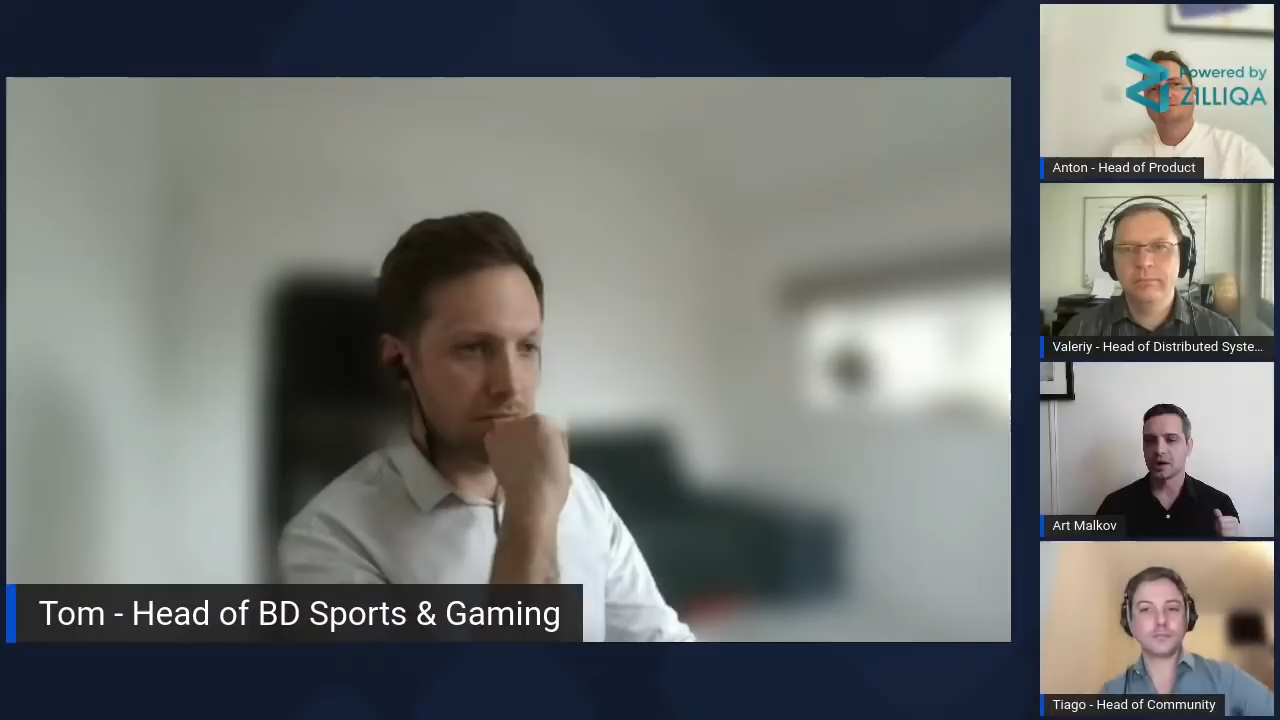 Powered by
ZILLIQA
Anton - Head of Product
Valeriy - Head of Distributed Syste…
Art Malkov
Tiago - Head of Community
Tom - Head of BD Sports & Gaming